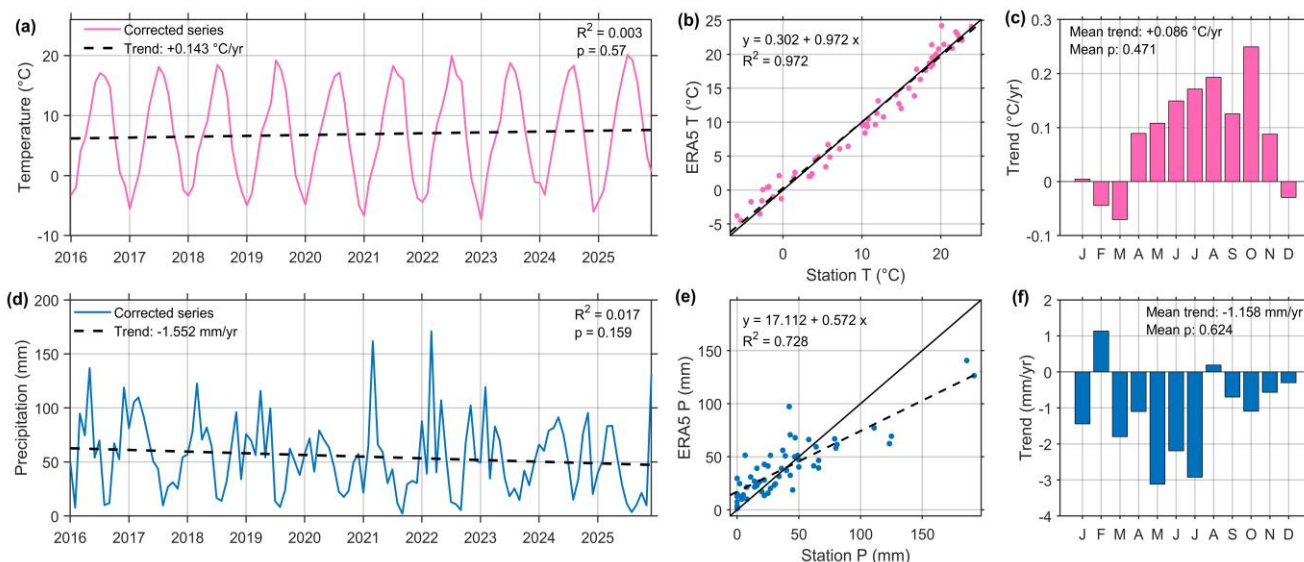 (a)
Corrected series
Trend: +0.143 °C/yr
R² = 0.003
p = 0.57
Temperature (°C)
20
10
0
-10
2016 2017 2018 2019 2020 2021 2022 2023 2024 2025
(b)
y = 0.302 + 0.972 x
R² = 0.972
ERA5 T (°C)
25
20
15
10
5
0
-5
0 10 20
Station T (°C)
(c)
Mean trend: +0.086 °C/yr
Mean p: 0.471
Trend (°C/yr)
0.3
0.2
0.1
0
-0.1
J F M A M J J A S O N D
(d)
Corrected series
Trend: -1.552 mm/yr
R² = 0.017
p = 0.159
Precipitation (mm)
200
150
100
50
0
2016 2017 2018 2019 2020 2021 2022 2023 2024 2025
(e)
y = 17.112 + 0.572 x
R² = 0.728
ERA5 P (mm)
150
100
50
0
0 50 100 150
Station P (mm)
(f)
Mean trend: -1.158 mm/yr
Mean p: 0.624
Trend (mm/yr)
2
1
0
-1
-2
-3
-4
J F M A M J J A S O N D